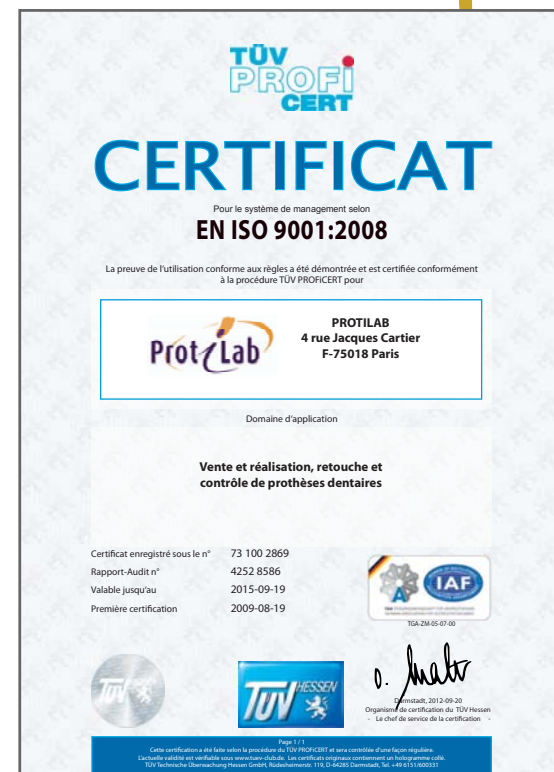 TÜV
PROFI
CERT
CERTIFICAT
Pour le système de management selon
EN ISO 9001:2008
La preuve de l'utilisation conforme aux règles a été démontrée et est certifiée conformément
à la procédure TÜV PROFiCERT pour
ProtiLab
PROTILAB
4 rue Jacques Cartier
F-75018 Paris
Domaine d'application
Vente et réalisation, retouche et
contrôle de prothèses dentaires
Certificat enregistré sous le n° 73 100 2869
Rapport-Audit n° 4252 8586
Valable jusqu'au 2015-09-19
Première certification 2009-08-19
A
IAF
TGA-ZM-05-07-00
TÜV
TÜV HESSEN
Darmstadt, 2012-09-20
Organisme de certification du TÜV Hessen
- Le chef de service de la certification -
Page 1 / 1
Cette certification a été faite selon la procédure du TÜV PROFICERT et sera contrôlée d'une façon régulière.
L'actuelle validité est vérifiable sous www.tuev-club.de. Les certificats originaux contiennent un hologramme collé.
TÜV Technische Überwachung Hessen GmbH, Rüdesheimerstr. 119, D-64285 Darmstadt, Tel. +49 6151/600331